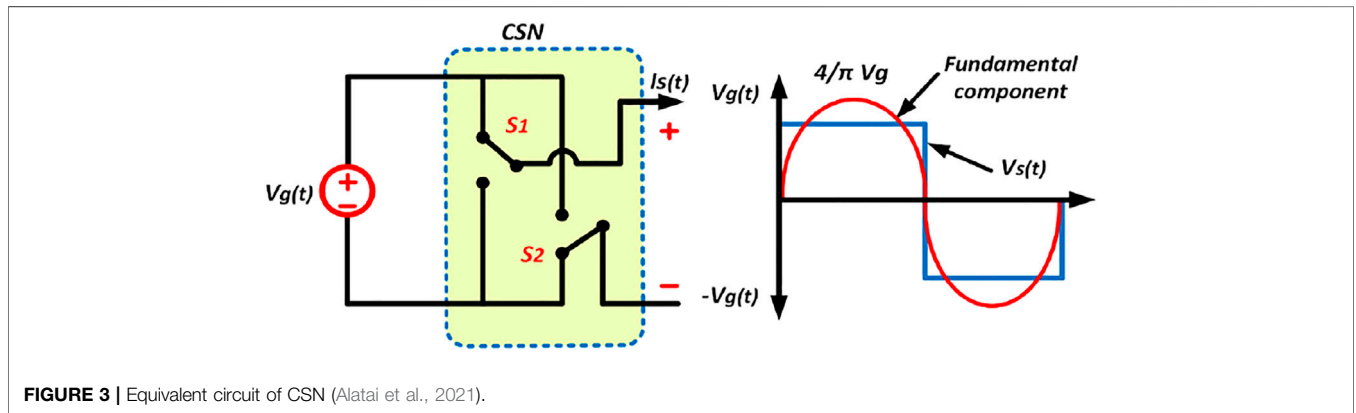 CSN
Is(t)
S1
+
Vg(t)
+
−
S2
−
4/π Vg
Fundamental
component
Vg(t)
Vs(t)
-Vg(t)
FIGURE 3 | Equivalent circuit of CSN (Alatai et al., 2021).